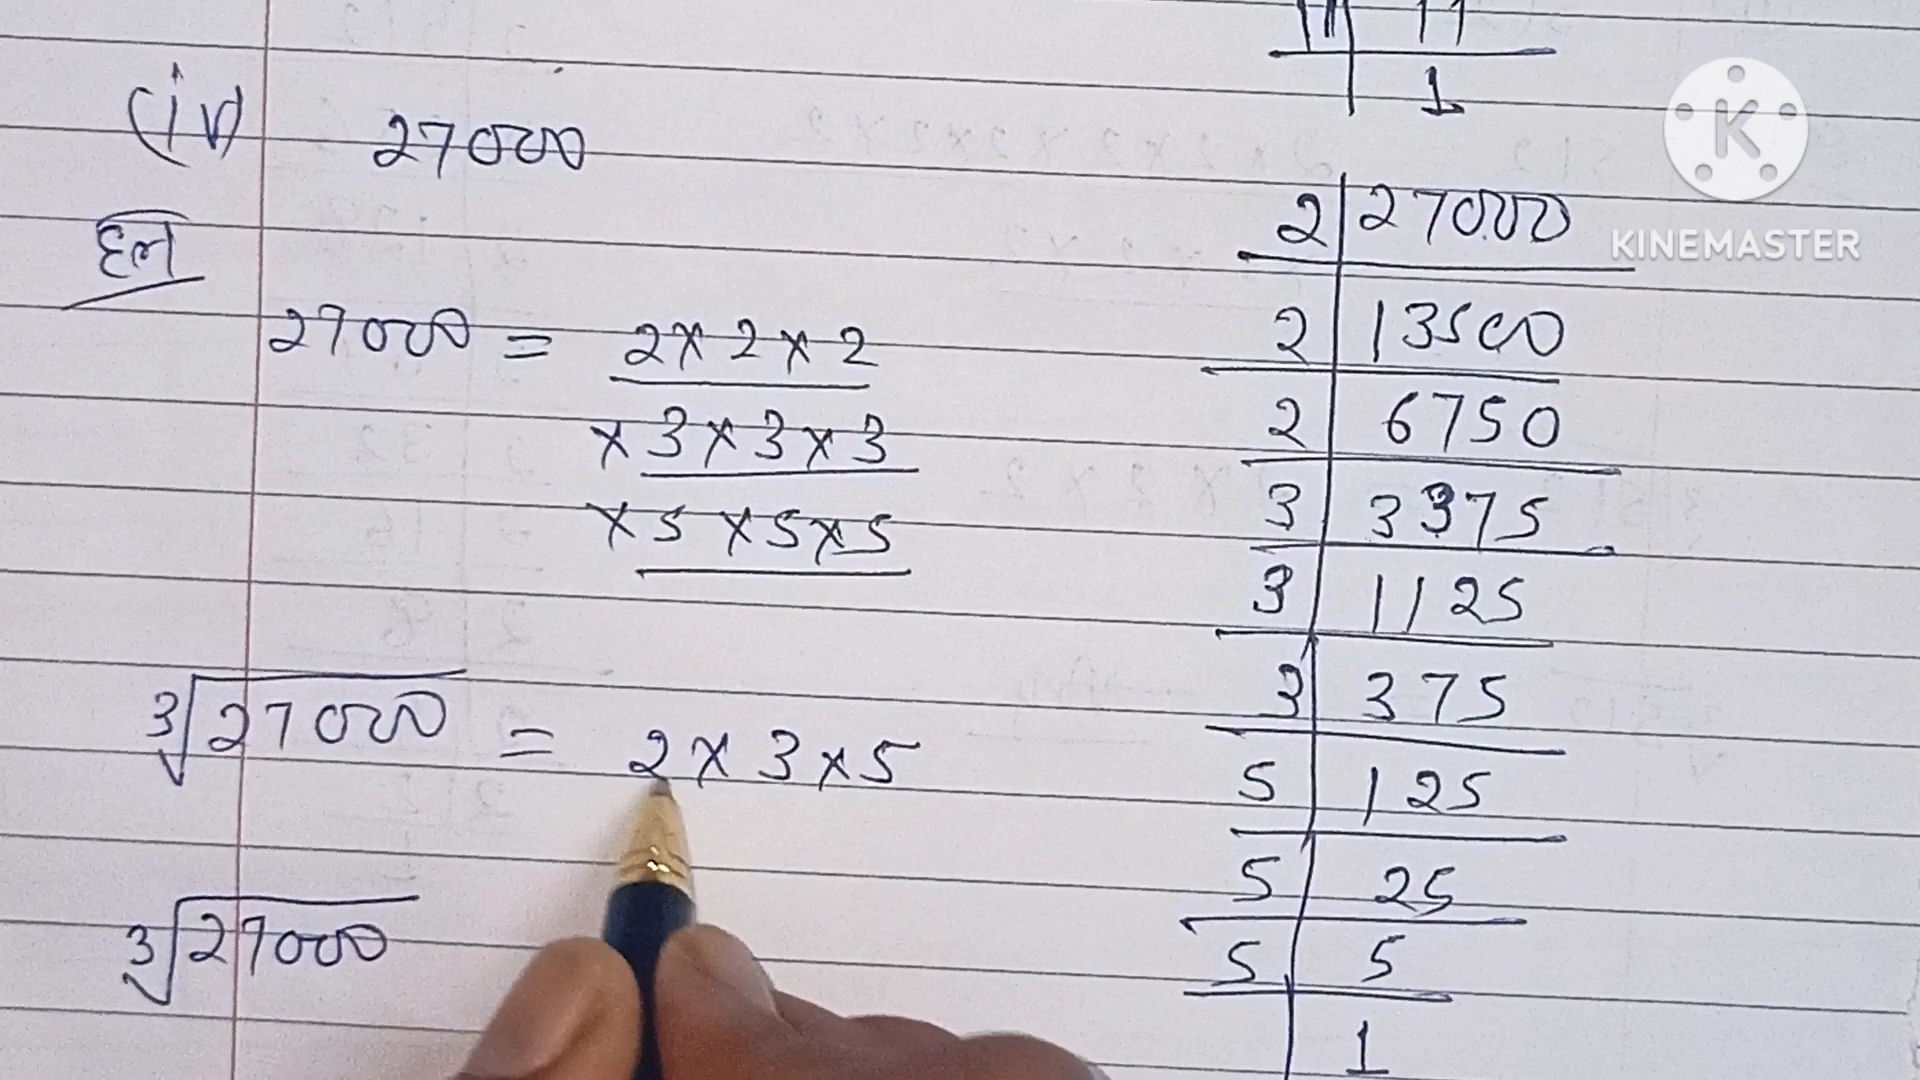 11 | 11
1
(iv) 27000
हल
27000 = 2 × 2 × 2
× 3 × 3 × 3
× 5 × 5 × 5
∛27000 = 2 × 3 × 5
∛27000
2 | 27000
2 | 13500
2 | 6750
3 | 3375
3 | 1125
3 | 375
5 | 125
5 | 25
5 | 5
1
K
KINEMASTER